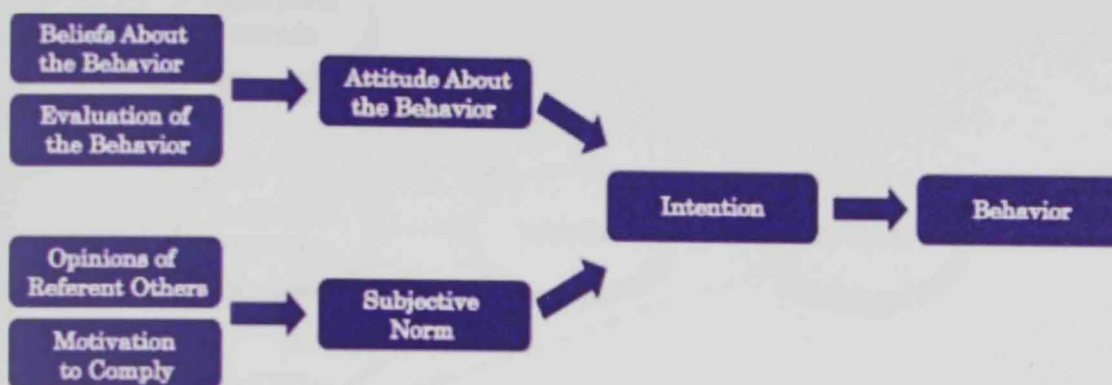 Beliefs About
the Behavior
Evaluation of
the Behavior
Attitude About
the Behavior
Opinions of
Referent Others
Motivation
to Comply
Subjective
Norm
Intention
Behavior